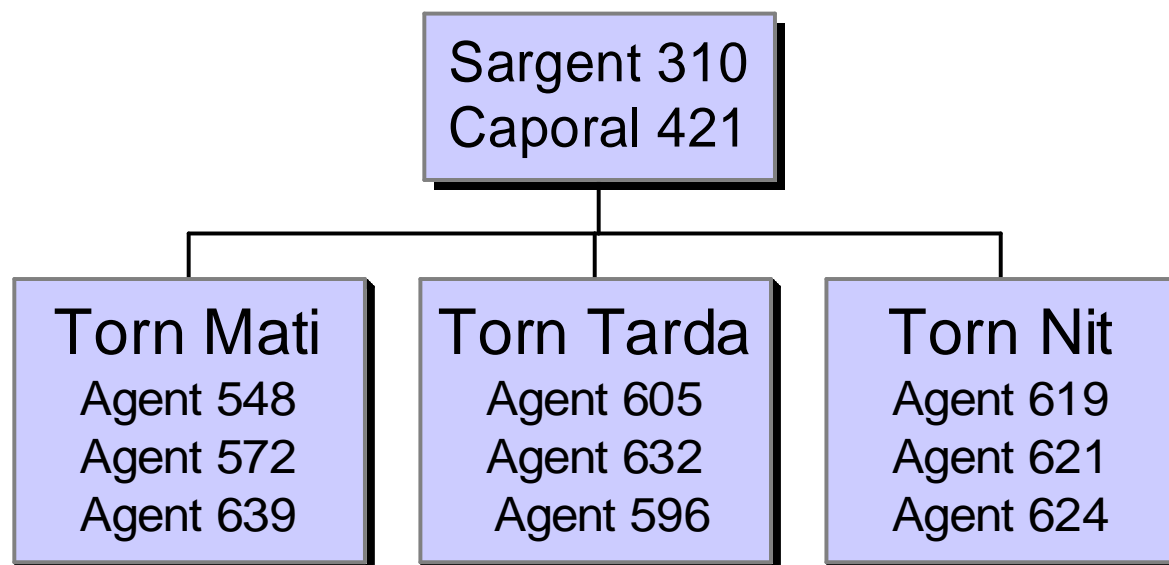 Sargent 310
Caporal 421
Torn Mati
Agent 548
Agent 572
Agent 639
Torn Tarda
Agent 605
Agent 632
Agent 596
Torn Nit
Agent 619
Agent 621
Agent 624